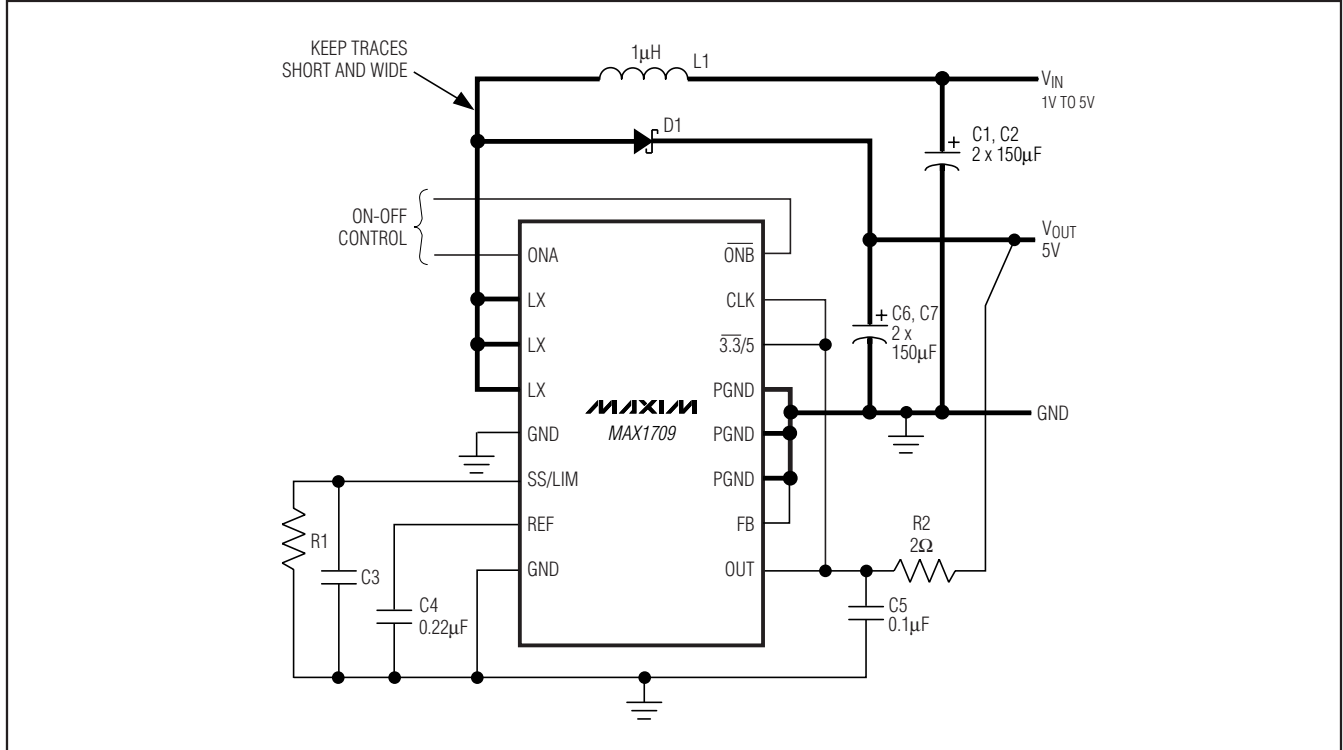 KEEP TRACES
SHORT AND WIDE
1μH
L1
VIN
1V TO 5V
D1
+
C1, C2
2 x 150μF
ON-OFF
CONTROL
VOUT
5V
ONA
ONB
LX
CLK
+
C6, C7
2 x
150μF
LX
3.3/5
LX
PGND
MAXIM
MAX1709
GND
GND
PGND
SS/LIM
PGND
R1
REF
FB
R2
2Ω
GND
OUT
C3
C4
0.22μF
C5
0.1μF